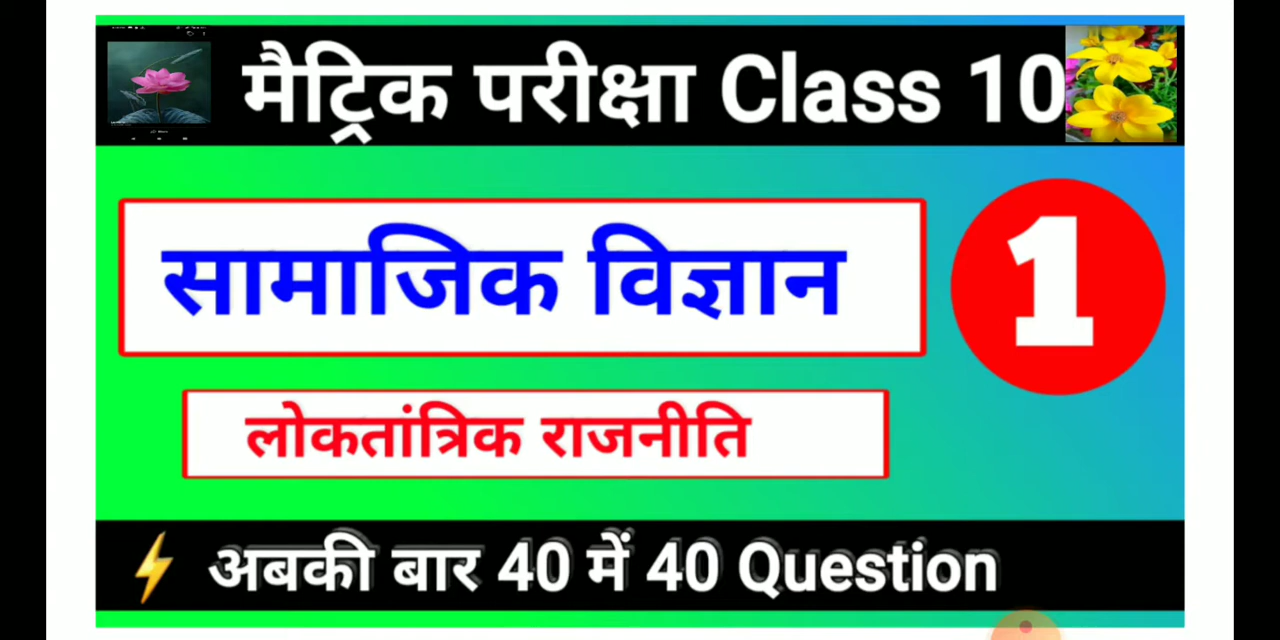 मैट्रिक परीक्षा Class 10
सामाजिक विज्ञान
1
लोकतांत्रिक राजनीति
⚡ अबकी बार 40 में 40 Question